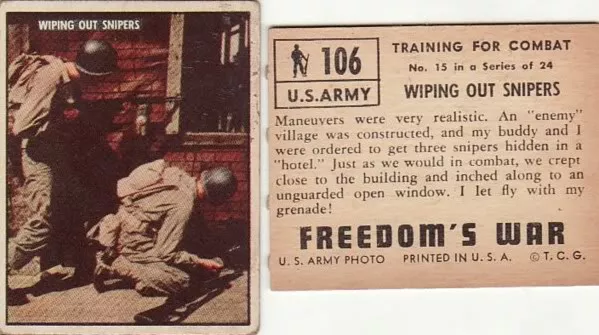 WIPING OUT SNIPERS
106
U.S.ARMY
TRAINING FOR COMBAT
No. 15 in a Series of 24
WIPING OUT SNIPERS
Maneuvers were very realistic. An "enemy"
village was constructed, and my buddy and I
were ordered to get three snipers hidden in a
"hotel." Just as we would in combat, we crept
close to the building and inched along to an
unguarded open window. I let fly with my
grenade!
FREEDOM'S WAR
U. S. ARMY PHOTO PRINTED IN U. S. A. © T. C. G.